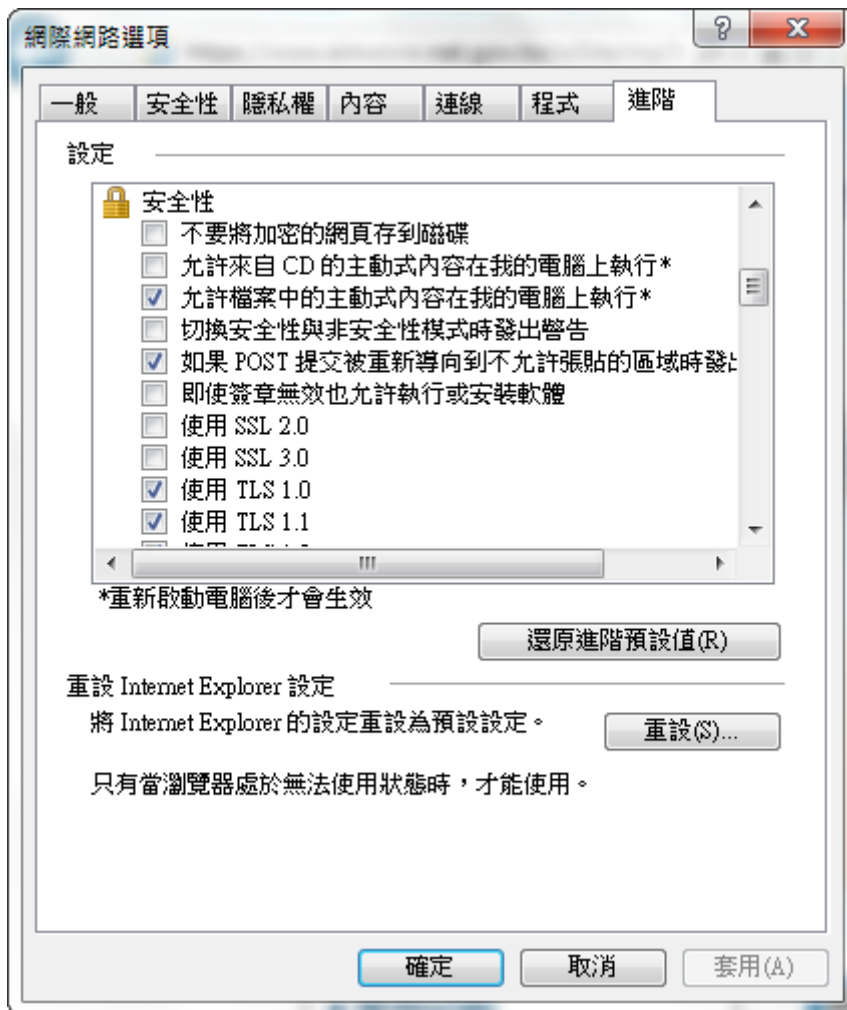 網際網路選項
一般 安全性 隱私權 內容 連線 程式 進階
設定
安全性
不要將加密的網頁存到磁碟
允許來自 CD 的主動式內容在我的電腦上執行*
允許檔案中的主動式內容在我的電腦上執行*
切換安全性與非安全性模式時發出警告
如果 POST 提交被重新導向到不允許張貼的區域時發出
即使簽章無效也允許執行或安裝軟體
使用 SSL 2.0
使用 SSL 3.0
使用 TLS 1.0
使用 TLS 1.1
*重新啟動電腦後才會生效
還原進階預設值(R)
重設 Internet Explorer 設定
將 Internet Explorer 的設定重設為預設設定。
重設(S)...
只有當瀏覽器處於無法使用狀態時，才能使用。
確定 取消 套用(A)